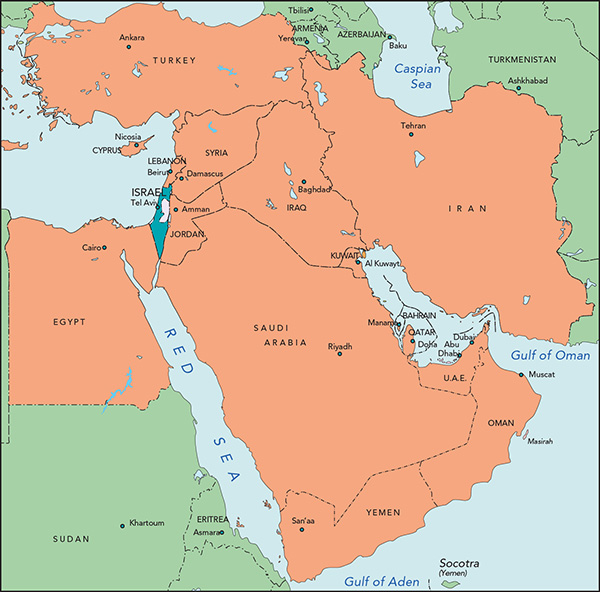 Tbilisi
ARMENIA
Yerevan
AZERBAIJAN
Baku
Ankara
TURKEY
Caspian
Sea
TURKMENISTAN
Ashkhabad
Tehran
Nicosia
CYPRUS
SYRIA
LEBANON
Beirut
Damascus
ISRAEL
Tel Aviv
Amman
Baghdad
IRAQ
IRAN
JORDAN
Cairo
KUWAIT
Al Kuwayt
EGYPT
RED
SEA
SAUDI
ARABIA
Riyadh
BAHRAIN
Manama
QATAR
Doha
Abu
Dhabi
Dubai
Gulf of Oman
U.A.E.
Muscat
OMAN
Masirah
YEMEN
San'aa
Khartoum
SUDAN
ERITREA
Asmara
Socotra
(Yemen)
Gulf of Aden